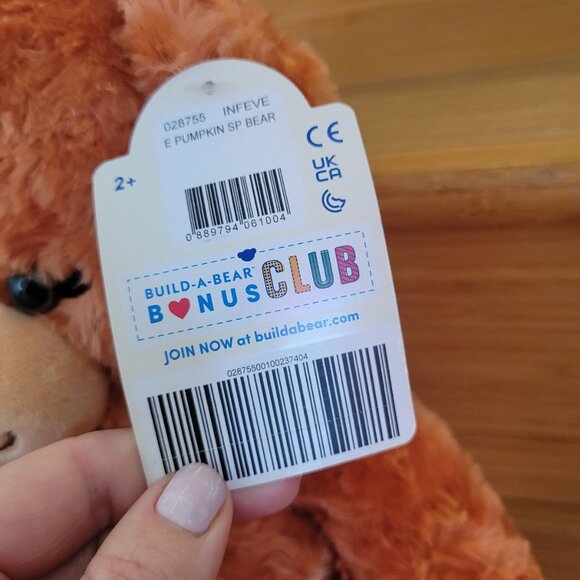 028755 INFEVE
E PUMPKIN SP BEAR
CE
UK
CA
2+
0 889794 061004
BUILD-A-BEAR
BONUS CLUB
JOIN NOW at buildabear.com
02875500100237404